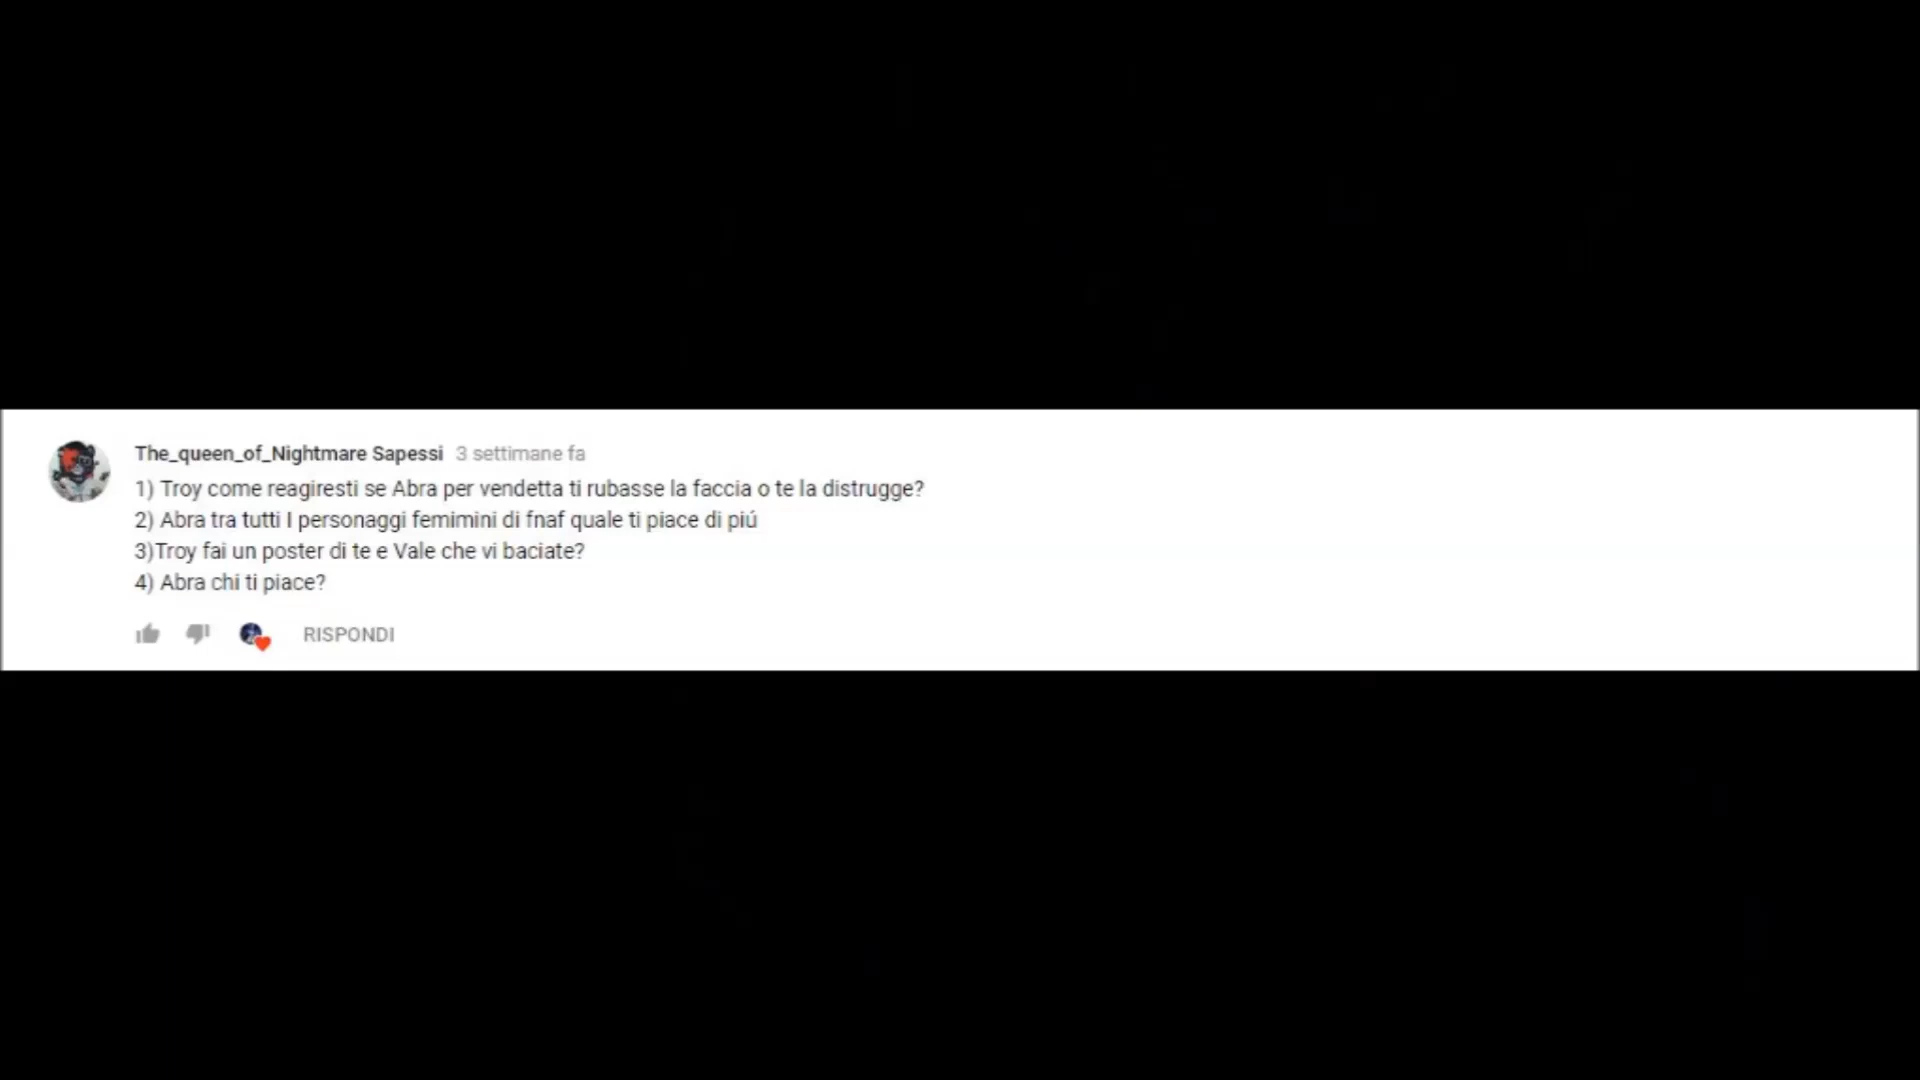 The_queen_of_Nightmare Sapessi 3 settimane fa
1) Troy come reagiresti se Abra per vendetta ti rubasse la faccia o te la distrugge?
2) Abra tra tutti I personaggi femimini di fnaf quale ti piace di piú
3)Troy fai un poster di te e Vale che vi baciate?
4) Abra chi ti piace?
RISPONDI